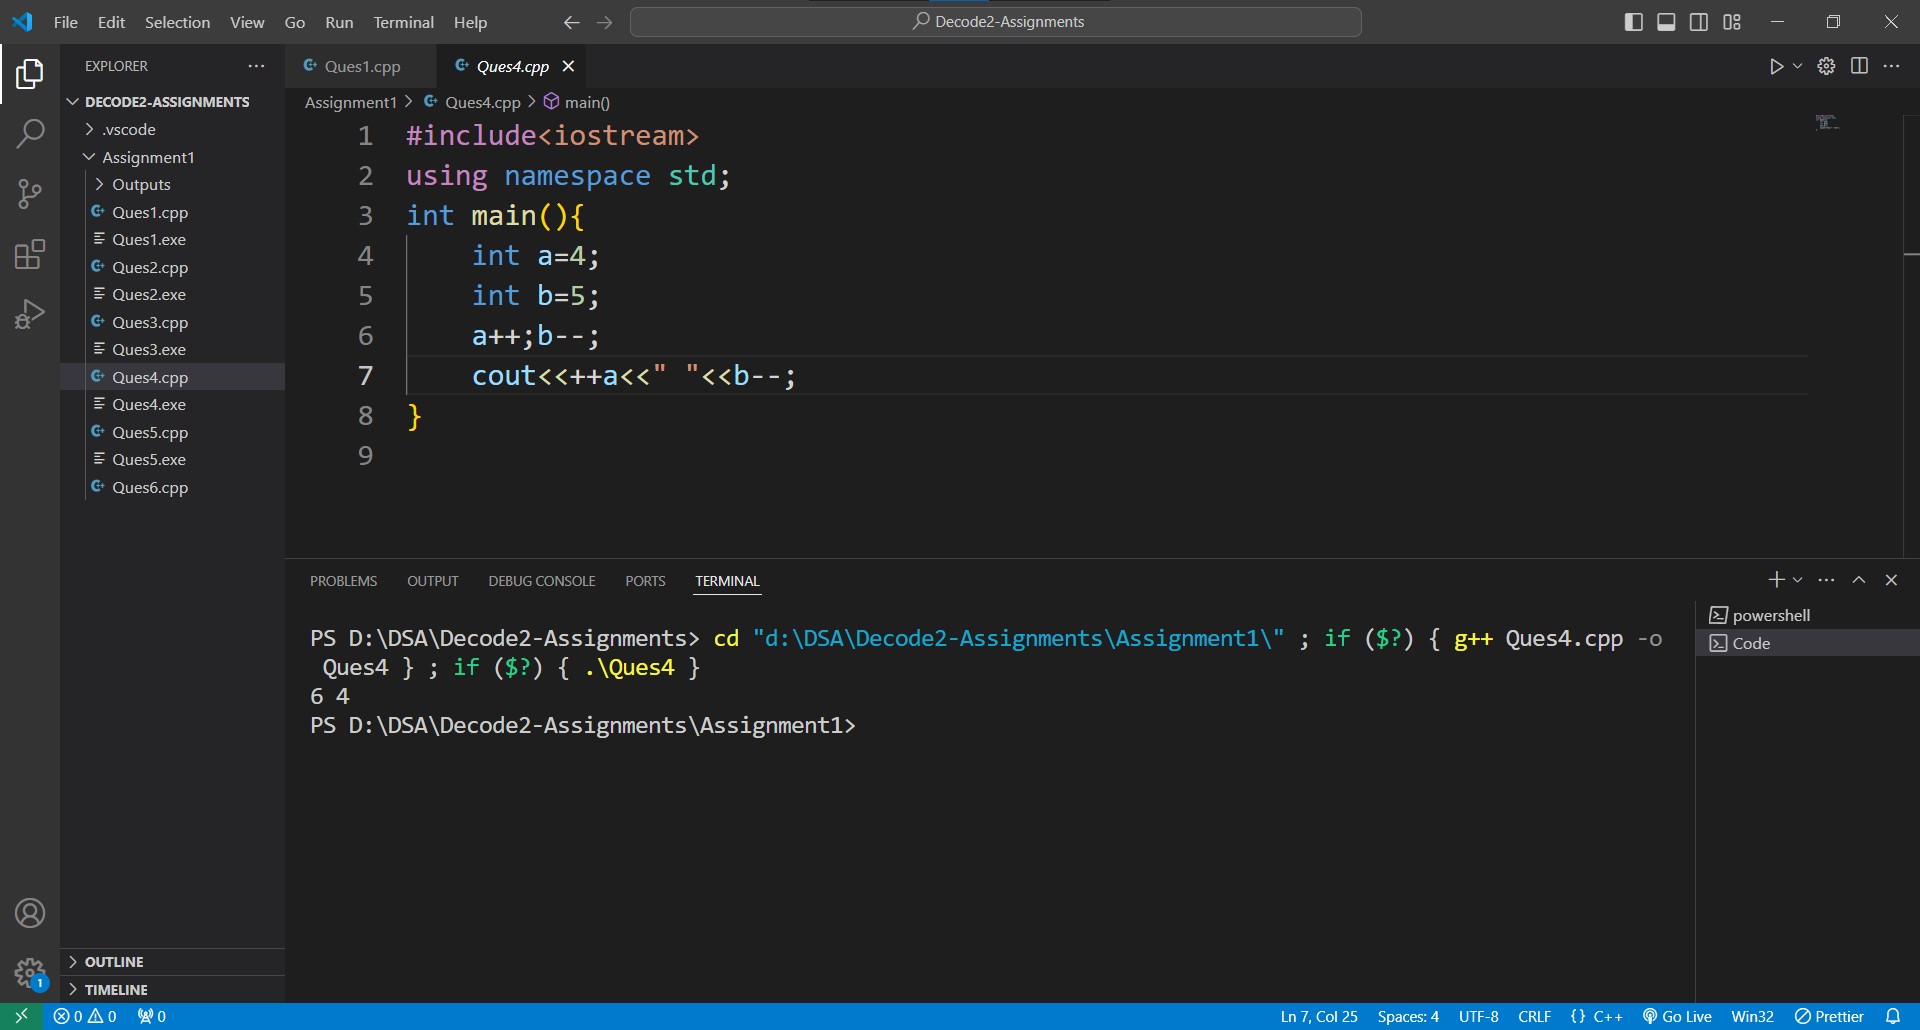 File Edit Selection View Go Run Terminal Help
Decode2-Assignments
EXPLORER
DECODE2-ASSIGNMENTS
.vscode
Assignment1
Outputs
Ques1.cpp
Ques1.exe
Ques2.cpp
Ques2.exe
Ques3.cpp
Ques3.exe
Ques4.cpp
Ques4.exe
Ques5.cpp
Ques5.exe
Ques6.cpp
OUTLINE
TIMELINE
Ques1.cpp Ques4.cpp
Assignment1 > Ques4.cpp > main()
1 #include<iostream>
2 using namespace std;
3 int main(){
4     int a=4;
5     int b=5;
6     a++;b--;
7     cout<<++a<<" "<<b--;
8 }
9
PROBLEMS OUTPUT DEBUG CONSOLE PORTS TERMINAL
PS D:\DSA\Decode2-Assignments> cd "d:\DSA\Decode2-Assignments\Assignment1\" ; if ($?) { g++ Ques4.cpp -o
 Ques4 } ; if ($?) { .\Ques4 }
6 4
PS D:\DSA\Decode2-Assignments\Assignment1>
powershell
Code
1
0 0 0 Ln 7, Col 25 Spaces: 4 UTF-8 CRLF {} C++ Go Live Win32 Prettier